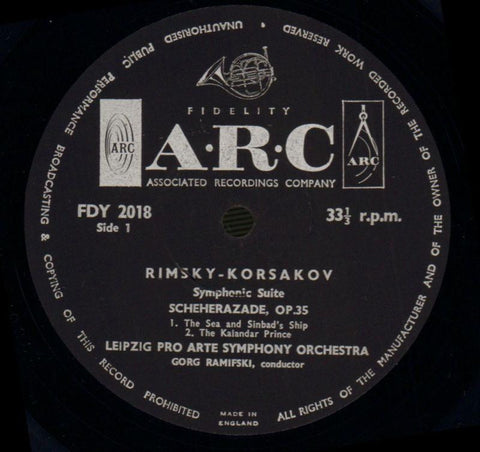 ALL RIGHTS OF THE MANUFACTURER AND OF THE OWNER OF THE RECORDED WORK RESERVED
UNAUTHORISED PUBLIC PERFORMANCE BROADCASTING & COPYING OF THIS RECORD PROHIBITED
FIDELITY
ARC
A·R·C
ARC
ASSOCIATED RECORDINGS COMPANY
FDY 2018
33⅓ r.p.m.
Side 1
RIMSKY-KORSAKOV
Symphonic Suite
SCHEHERAZADE, OP.35
1. The Sea and Sinbad's Ship
2. The Kalandar Prince
LEIPZIG PRO ARTE SYMPHONY ORCHESTRA
GORG RAMIFSKI, conductor
MADE IN
ENGLAND